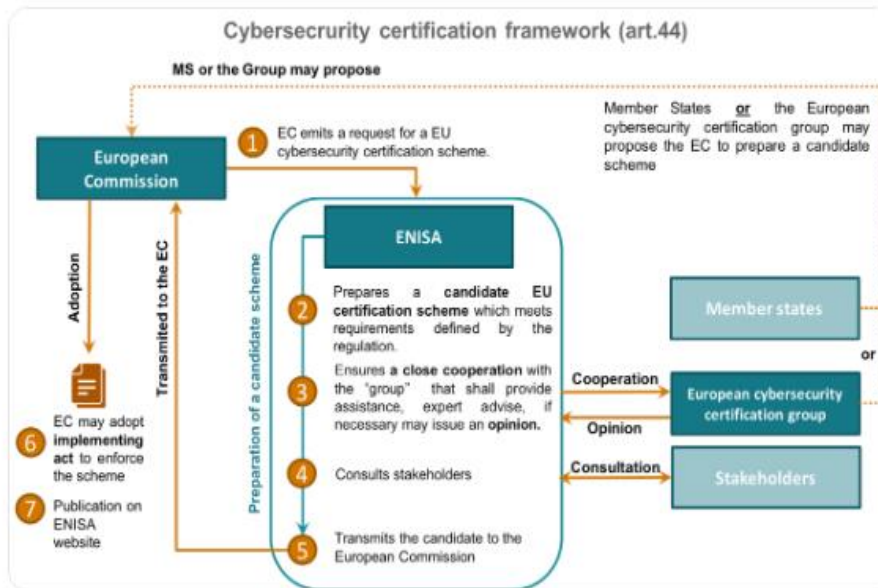 Cybersecrurity certification framework (art.44)
MS or the Group may propose
Member States or the European
cybersecurity certification group may
propose the EC to prepare a candidate
scheme
1
EC emits a request for a EU
cybersecurity certification scheme.
European
Commission
ENISA
Adoption
Transmited to the EC
Preparation of a candidate scheme
2
Prepares a candidate EU
certification scheme which meets
requirements defined by the
regulation.
3
Ensures a close cooperation with
the “group” that shall provide
assistance, expert advise, if
necessary may issue an opinion.
4
Consults stakeholders
5
Transmits the candidate to the
European Commission
Member states
or
Cooperation
European cybersecurity
certification group
Opinion
Consultation
Stakeholders
6
EC may adopt
implementing
act to enforce
the scheme
7
Publication on
ENISA
website